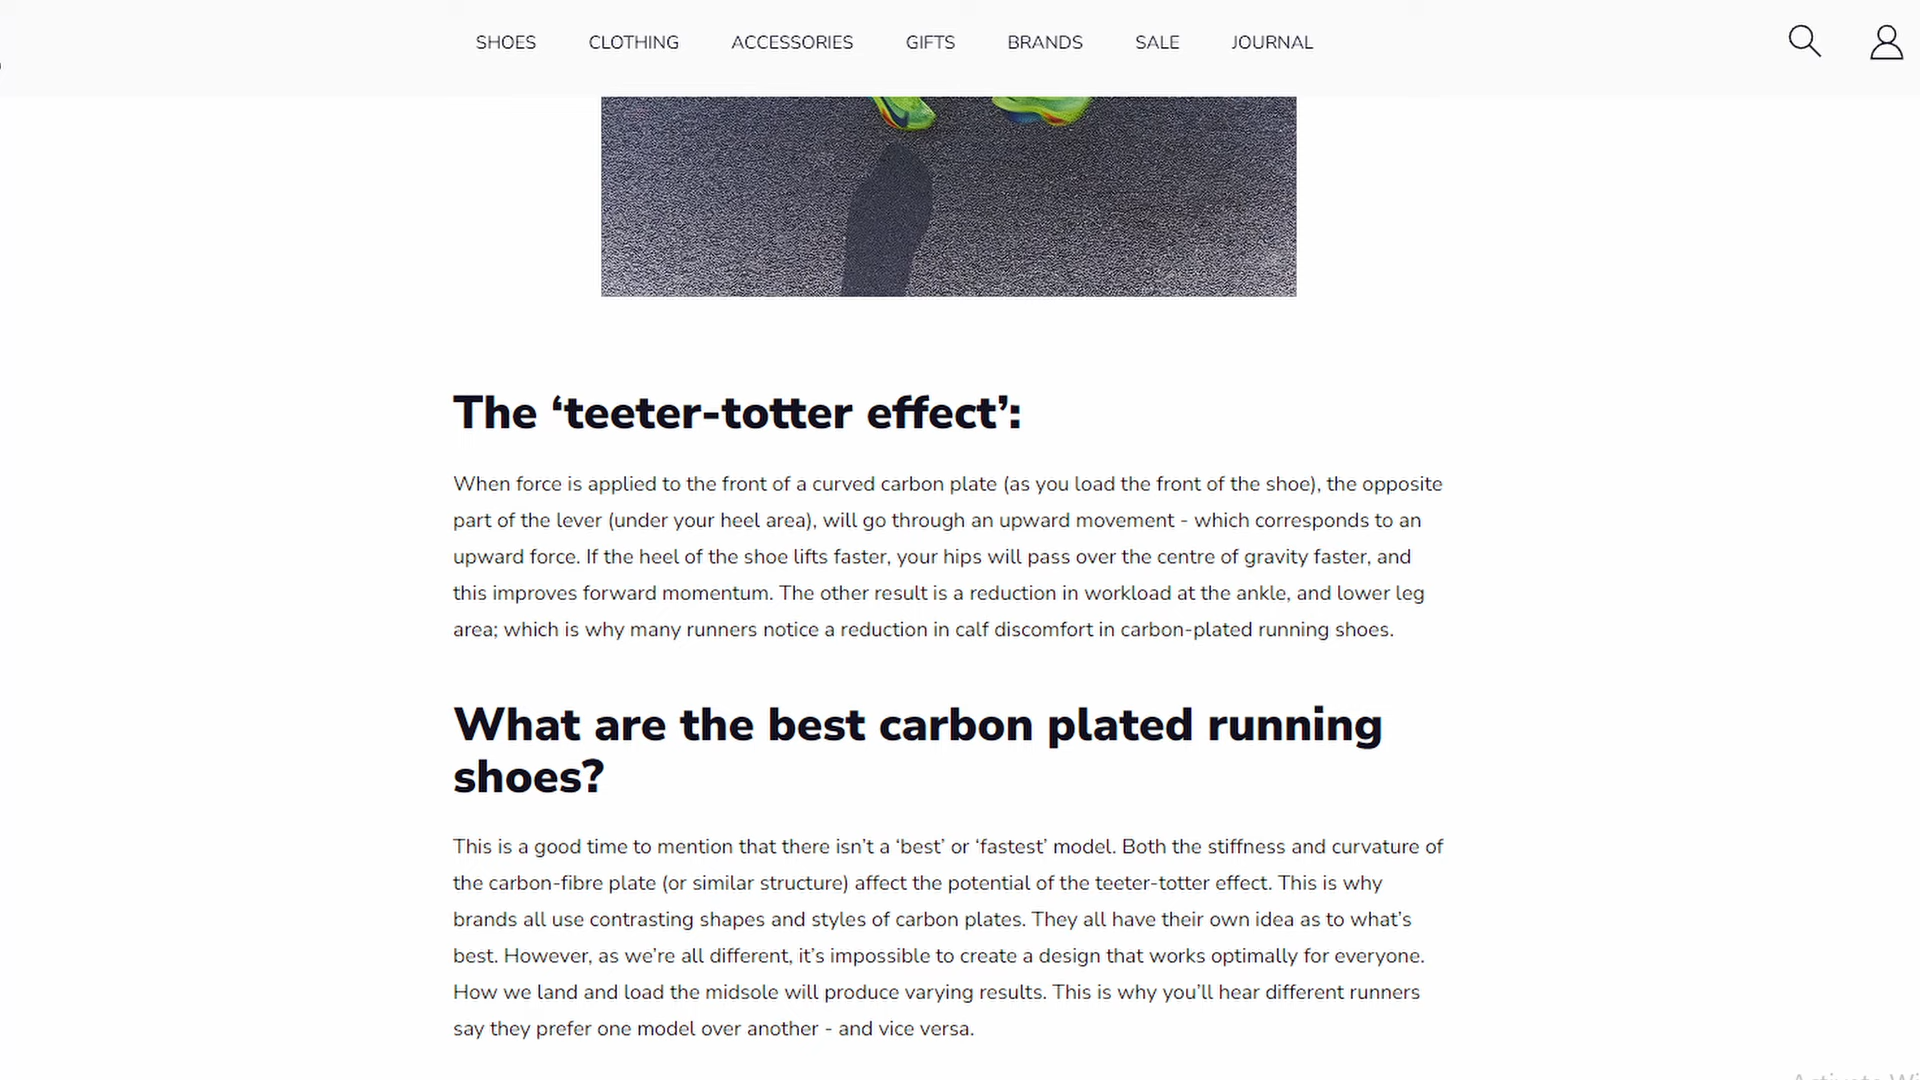 SHOES CLOTHING ACCESSORIES GIFTS BRANDS SALE JOURNAL
The ‘teeter-totter effect’:
When force is applied to the front of a curved carbon plate (as you load the front of the shoe), the opposite
part of the lever (under your heel area), will go through an upward movement - which corresponds to an
upward force. If the heel of the shoe lifts faster, your hips will pass over the centre of gravity faster, and
this improves forward momentum. The other result is a reduction in workload at the ankle, and lower leg
area; which is why many runners notice a reduction in calf discomfort in carbon-plated running shoes.
What are the best carbon plated running
shoes?
This is a good time to mention that there isn’t a ‘best’ or ‘fastest’ model. Both the stiffness and curvature of
the carbon-fibre plate (or similar structure) affect the potential of the teeter-totter effect. This is why
brands all use contrasting shapes and styles of carbon plates. They all have their own idea as to what’s
best. However, as we’re all different, it’s impossible to create a design that works optimally for everyone.
How we land and load the midsole will produce varying results. This is why you’ll hear different runners
say they prefer one model over another - and vice versa.